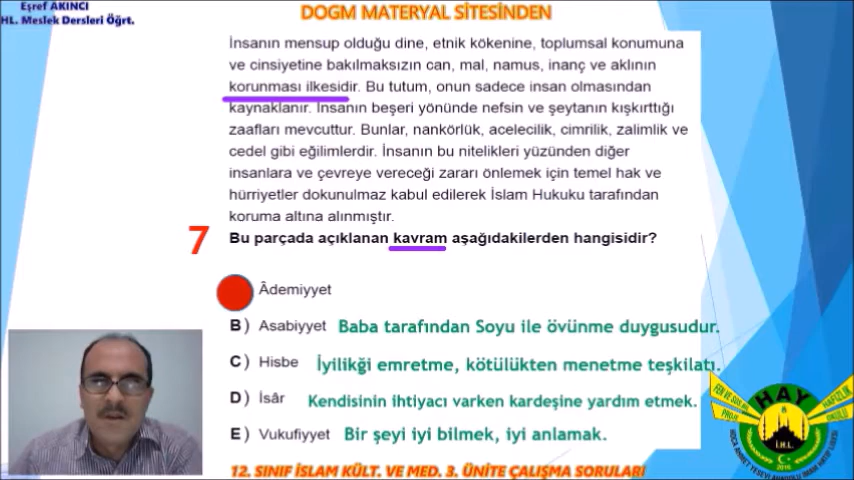 Eşref AKINCI
HL. Meslek Dersleri Öğrt.
DOGM MATERYAL SİTESİNDEN
İnsanın mensup olduğu dine, etnik kökenine, toplumsal konumuna
ve cinsiyetine bakılmaksızın can, mal, namus, inanç ve aklının
korunması ilkesidir. Bu tutum, onun sadece insan olmasından
kaynaklanır. İnsanın beşeri yönünde nefsin ve şeytanın kışkırttığı
zaafları mevcuttur. Bunlar, nankörlük, acelecilik, cimrilik, zalimlik ve
cedel gibi eğilimlerdir. İnsanın bu nitelikleri yüzünden diğer
insanlara ve çevreye vereceği zararı önlemek için temel hak ve
hürriyetler dokunulmaz kabul edilerek İslam Hukuku tarafından
koruma altına alınmıştır.
7 Bu parçada açıklanan kavram aşağıdakilerden hangisidir?
Âdemiyyet
B) Asabiyyet Baba tarafından Soyu ile övünme duygusudur.
C) Hisbe İyilikği emretme, kötülükten menetme teşkilatı.
D) İsâr Kendisinin ihtiyacı varken kardeşine yardım etmek.
E) Vukufiyyet Bir şeyi iyi bilmek, iyi anlamak.
HAY
İ.H.L.
12. SINIF İSLAM KÜLT. VE MED. 3. ÜNİTE ÇALIŞMA SORULARI